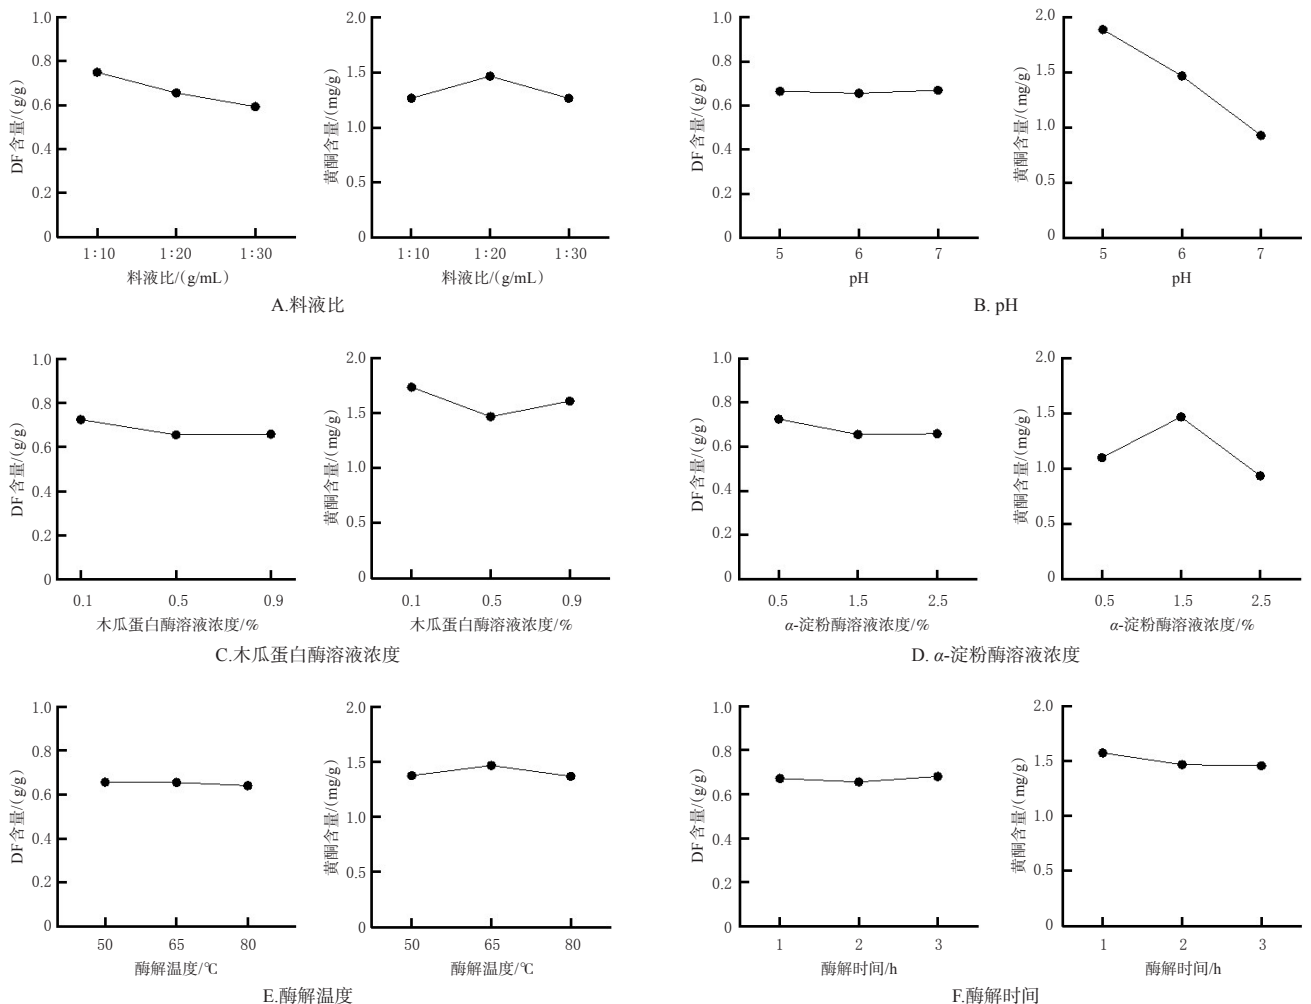 1.0
0.8
0.6
0.4
0.2
0
DF含量/(g/g)
1∶10 1∶20 1∶30
料液比/(g/mL)
2.0
1.5
1.0
0.5
0
黄酮含量/(mg/g)
1∶10 1∶20 1∶30
料液比/(g/mL)
A.料液比
1.0
0.8
0.6
0.4
0.2
0
DF含量/(g/g)
5 6 7
pH
2.0
1.5
1.0
0.5
0
黄酮含量/(mg/g)
5 6 7
pH
B. pH
1.0
0.8
0.6
0.4
0.2
0
DF含量/(g/g)
0.1 0.5 0.9
木瓜蛋白酶溶液浓度/%
2.0
1.5
1.0
0.5
0
黄酮含量/(mg/g)
0.1 0.5 0.9
木瓜蛋白酶溶液浓度/%
C.木瓜蛋白酶溶液浓度
1.0
0.8
0.6
0.4
0.2
0
DF含量/(g/g)
0.5 1.5 2.5
α-淀粉酶溶液浓度/%
2.0
1.5
1.0
0.5
0
黄酮含量/(mg/g)
0.5 1.5 2.5
α-淀粉酶溶液浓度/%
D. α-淀粉酶溶液浓度
1.0
0.8
0.6
0.4
0.2
0
DF含量/(g/g)
50 65 80
酶解温度/℃
2.0
1.5
1.0
0.5
0
黄酮含量/(mg/g)
50 65 80
酶解温度/℃
E.酶解温度
1.0
0.8
0.6
0.4
0.2
0
DF含量/(g/g)
1 2 3
酶解时间/h
2.0
1.5
1.0
0.5
0
黄酮含量/(mg/g)
1 2 3
酶解时间/h
F.酶解时间